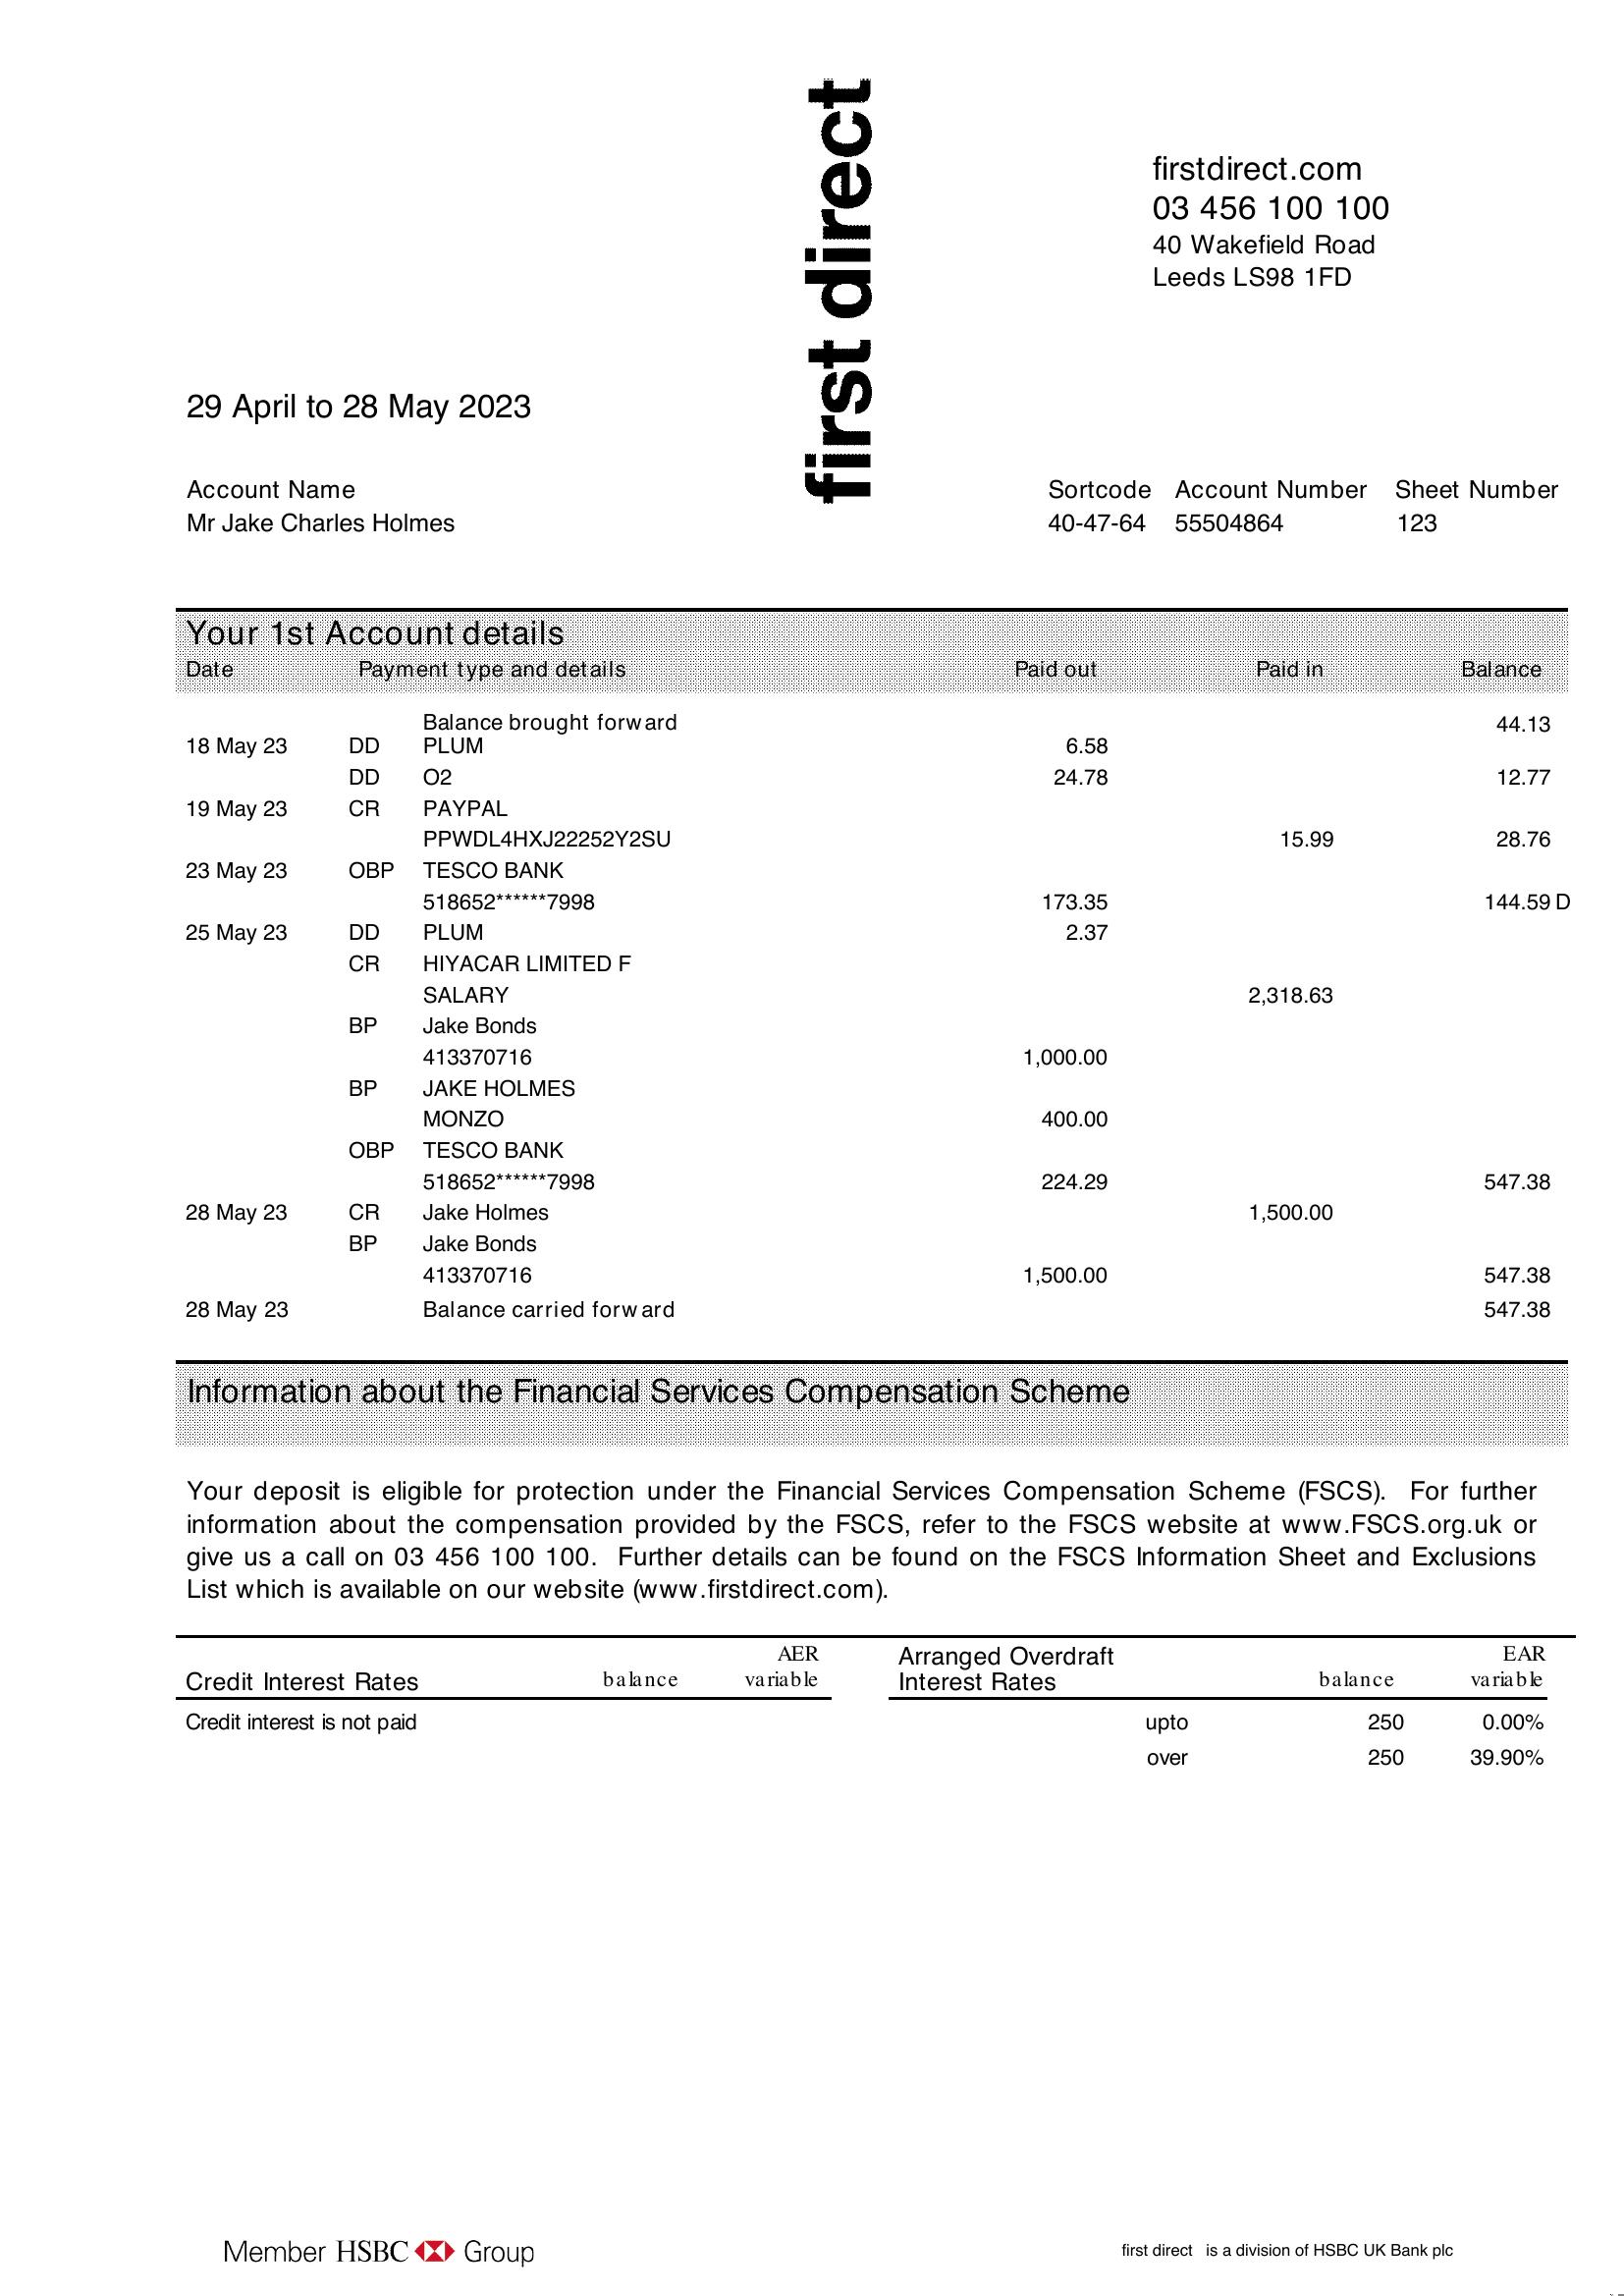 first direct
firstdirect.com
03 456 100 100
40 Wakefield Road
Leeds LS98 1FD
29 April to 28 May 2023
Account Name Sortcode Account Number Sheet Number
Mr Jake Charles Holmes 40-47-64 55504864 123
Your 1st Account details
Date Payment type and details Paid out Paid in Balance
Balance brought forward 44.13
18 May 23 DD PLUM 6.58
DD O2 24.78 12.77
19 May 23 CR PAYPAL
PPWDL4HXJ22252Y2SU 15.99 28.76
23 May 23 OBP TESCO BANK
518652******7998 173.35 144.59 D
25 May 23 DD PLUM 2.37
CR HIYACAR LIMITED F
SALARY 2,318.63
BP Jake Bonds
413370716 1,000.00
BP JAKE HOLMES
MONZO 400.00
OBP TESCO BANK
518652******7998 224.29 547.38
28 May 23 CR Jake Holmes 1,500.00
BP Jake Bonds
413370716 1,500.00 547.38
28 May 23 Balance carried forward 547.38
Information about the Financial Services Compensation Scheme
Your deposit is eligible for protection under the Financial Services Compensation Scheme (FSCS). For further
information about the compensation provided by the FSCS, refer to the FSCS website at www.FSCS.org.uk or
give us a call on 03 456 100 100. Further details can be found on the FSCS Information Sheet and Exclusions
List which is available on our website (www.firstdirect.com).
AER Arranged Overdraft EAR
Credit Interest Rates balance variable Interest Rates balance variable
Credit interest is not paid upto 250 0.00%
over 250 39.90%
Member HSBC Group first direct is a division of HSBC UK Bank plc